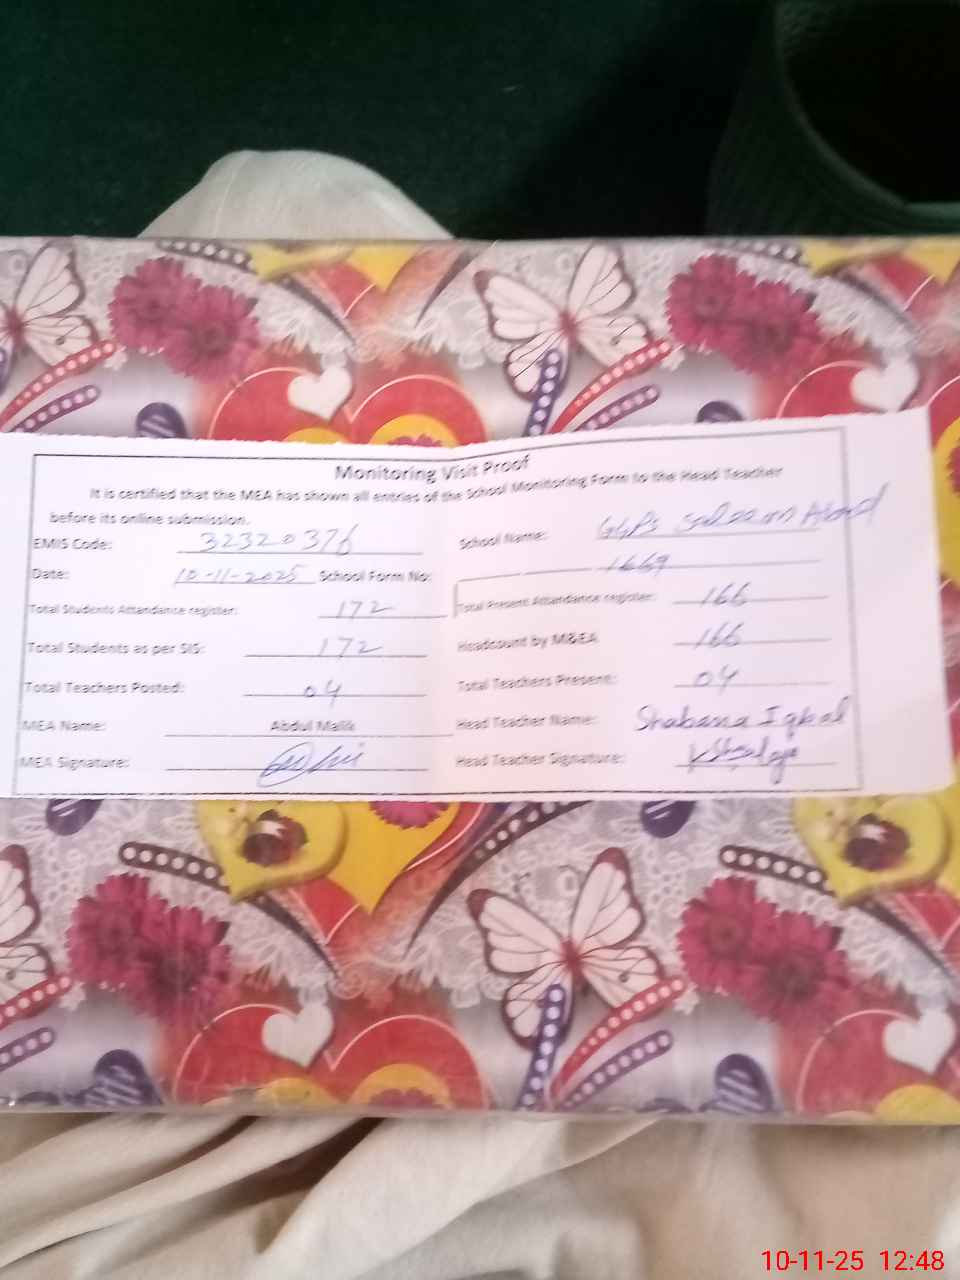 Monitoring Visit Proof
It is certified that the MEA has shown all entries of the School Monitoring Form to the Head Teacher
before its online submission.
EMIS Code: 32320376 School Name: GGPS Saleem Abad
Date: 10-11-2025 School Form No: 1669
Total Students Attandance register: 172 Total Present Attandance register: 166
Total Students as per SIS: 172 Headcount by M&EA 166
Total Teachers Posted: 04 Total Teachers Present: 04
MEA Name: Abdul Malik Head Teacher Name: Shabana Iqbal
MEA Signature: Head Teacher Signature:
10-11-25 12:48